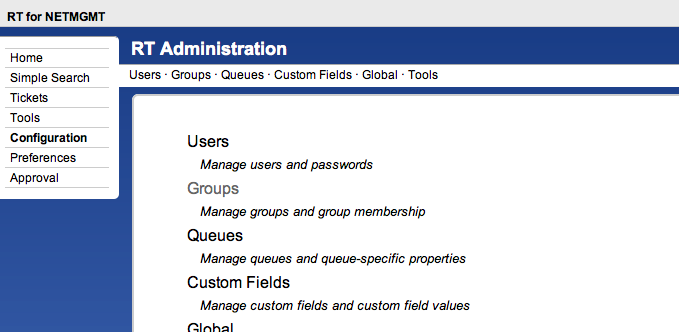 RT for NETMGMT
Home
Simple Search
Tickets
Tools
Configuration
Preferences
Approval
RT Administration
Users · Groups · Queues · Custom Fields · Global · Tools
Users
Manage users and passwords
Groups
Manage groups and group membership
Queues
Manage queues and queue-specific properties
Custom Fields
Manage custom fields and custom field values
Global